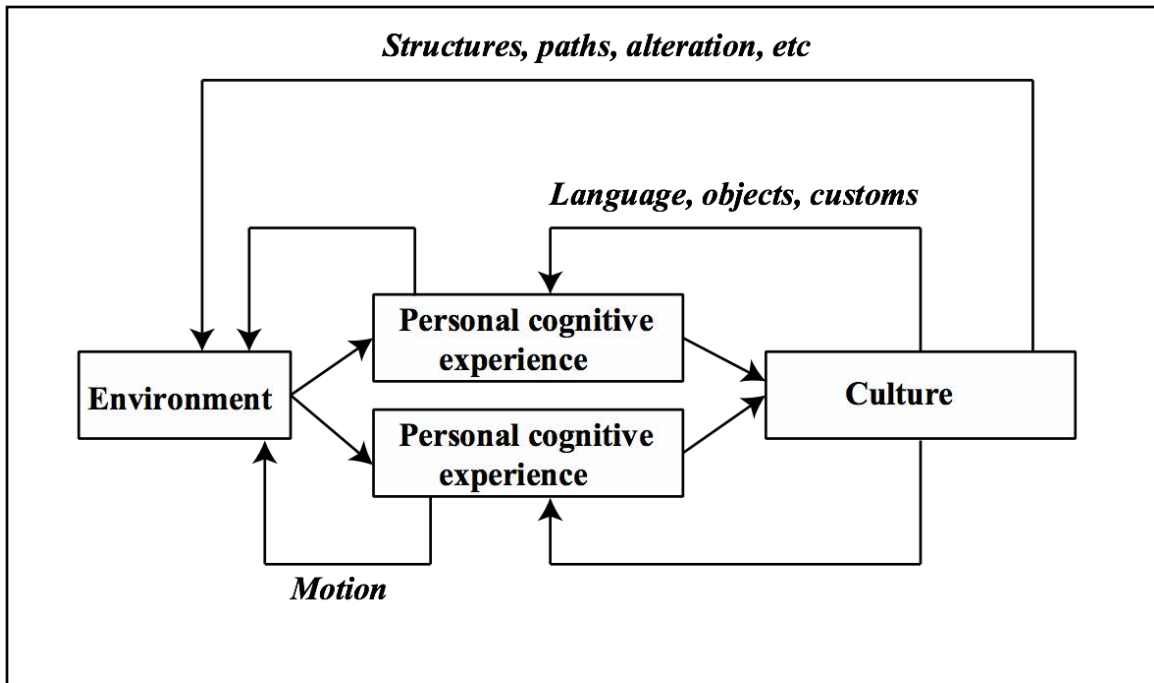 Structures, paths, alteration, etc
Language, objects, customs
Personal cognitive
experience
Environment
Culture
Personal cognitive
experience
Motion